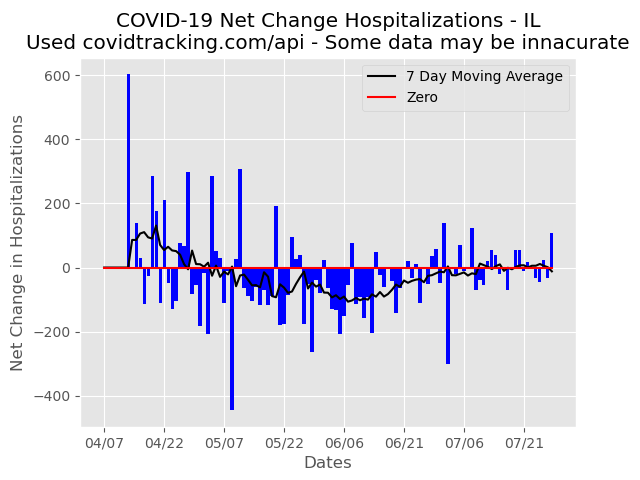 COVID-19 Net Change Hospitalizations - IL
Used covidtracking.com/api - Some data may be innacurate
7 Day Moving Average
Zero
Net Change in Hospitalizations
600
400
200
0
−200
−400
04/07 04/22 05/07 05/22 06/06 06/21 07/06 07/21
Dates